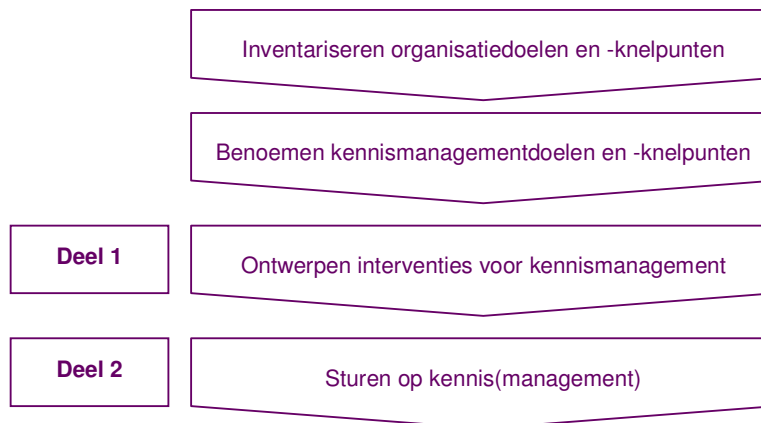 Inventariseren organisatiedoelen en -knelpunten
Benoemen kennismanagementdoelen en -knelpunten
Deel 1
Ontwerpen interventies voor kennismanagement
Deel 2
Sturen op kennis(management)